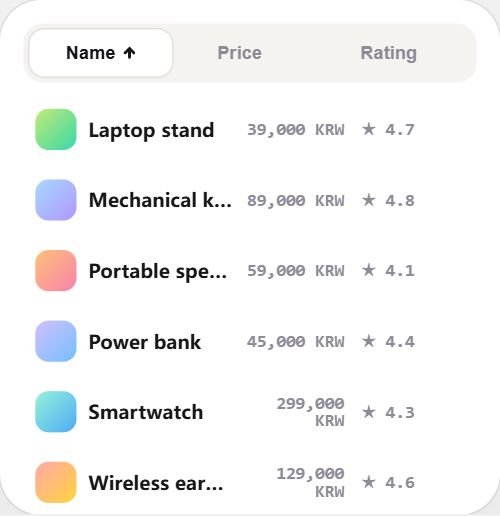 Name ↑ Price Rating
Laptop stand 39,000 KRW ★ 4.7
Mechanical k... 89,000 KRW ★ 4.8
Portable spe... 59,000 KRW ★ 4.1
Power bank 45,000 KRW ★ 4.4
Smartwatch 299,000 KRW ★ 4.3
Wireless ear... 129,000 KRW ★ 4.6